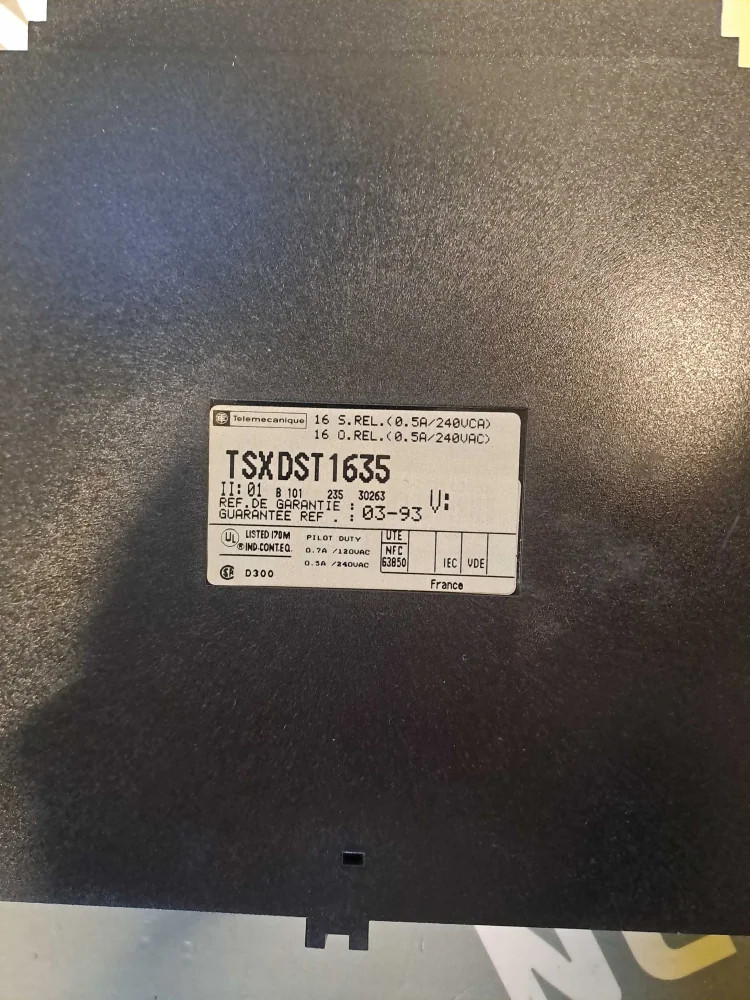 Telemecanique 16 S.REL.(0.5A/240VCA)
16 O.REL.(0.5A/240VAC)
TSXDST1635
II: 01 B 101 235 30263 V:
REF.DE GARANTIE :
GUARANTEE REF . : 03-93
UL LISTED 170M PILOT DUTY UTE
® IND.CONT.EQ. 0.7A /120VAC NFC
0.5A /240VAC 63850 IEC VDE
D300
France